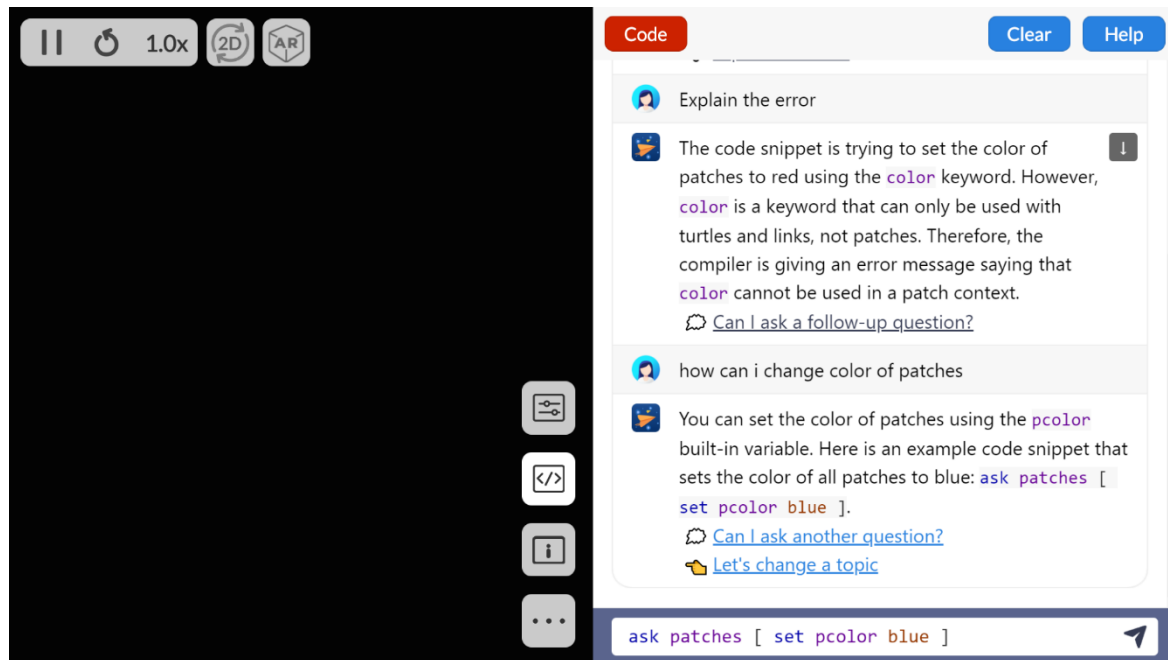 1.0x
2D
AR
Code
Clear
Help
Explain the error
The code snippet is trying to set the color of
patches to red using the color keyword. However,
color is a keyword that can only be used with
turtles and links, not patches. Therefore, the
compiler is giving an error message saying that
color cannot be used in a patch context.
Can I ask a follow-up question?
how can i change color of patches
You can set the color of patches using the pcolor
built-in variable. Here is an example code snippet that
sets the color of all patches to blue: ask patches [
set pcolor blue ].
Can I ask another question?
Let's change a topic
ask patches [ set pcolor blue ]